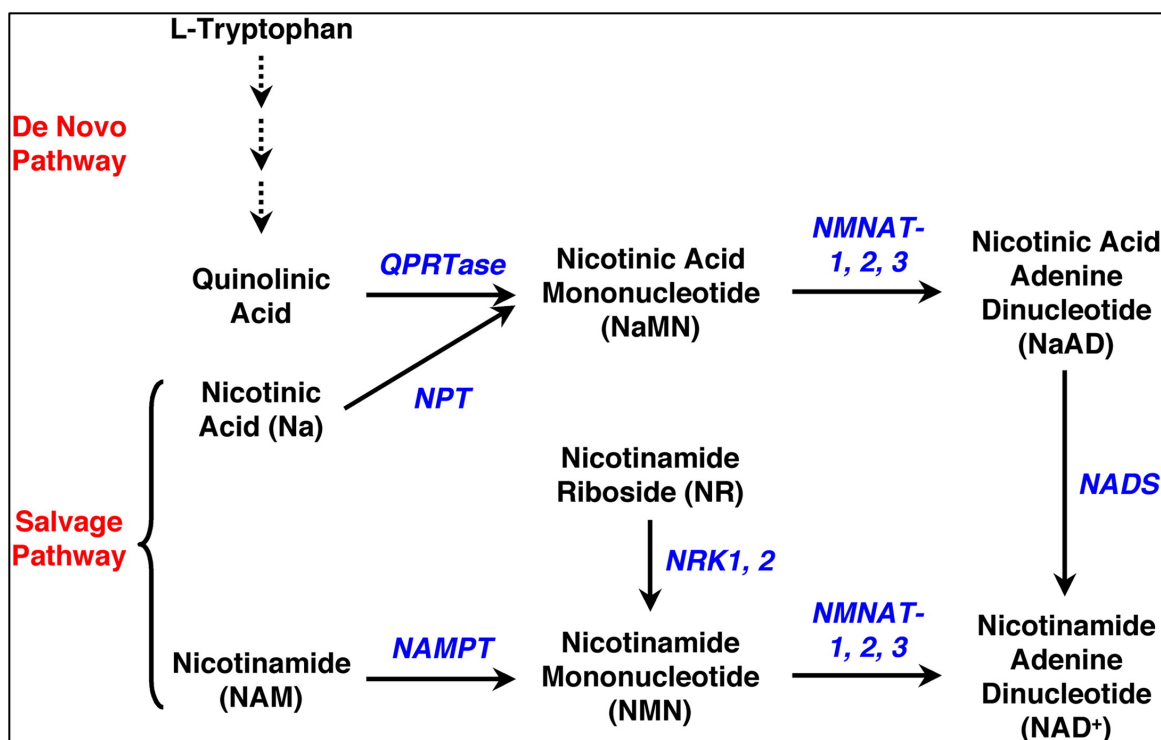 L-Tryptophan
De Novo
Pathway
Quinolinic
Acid
QPRTase
Nicotinic Acid
Mononucleotide
(NaMN)
NMNAT-
1, 2, 3
Nicotinic Acid
Adenine
Dinucleotide
(NaAD)
Nicotinic
Acid (Na)
NPT
Nicotinamide
Riboside (NR)
NADS
Salvage
Pathway
NRK1, 2
Nicotinamide
(NAM)
NAMPT
Nicotinamide
Mononucleotide
(NMN)
NMNAT-
1, 2, 3
Nicotinamide
Adenine
Dinucleotide
(NAD⁺)